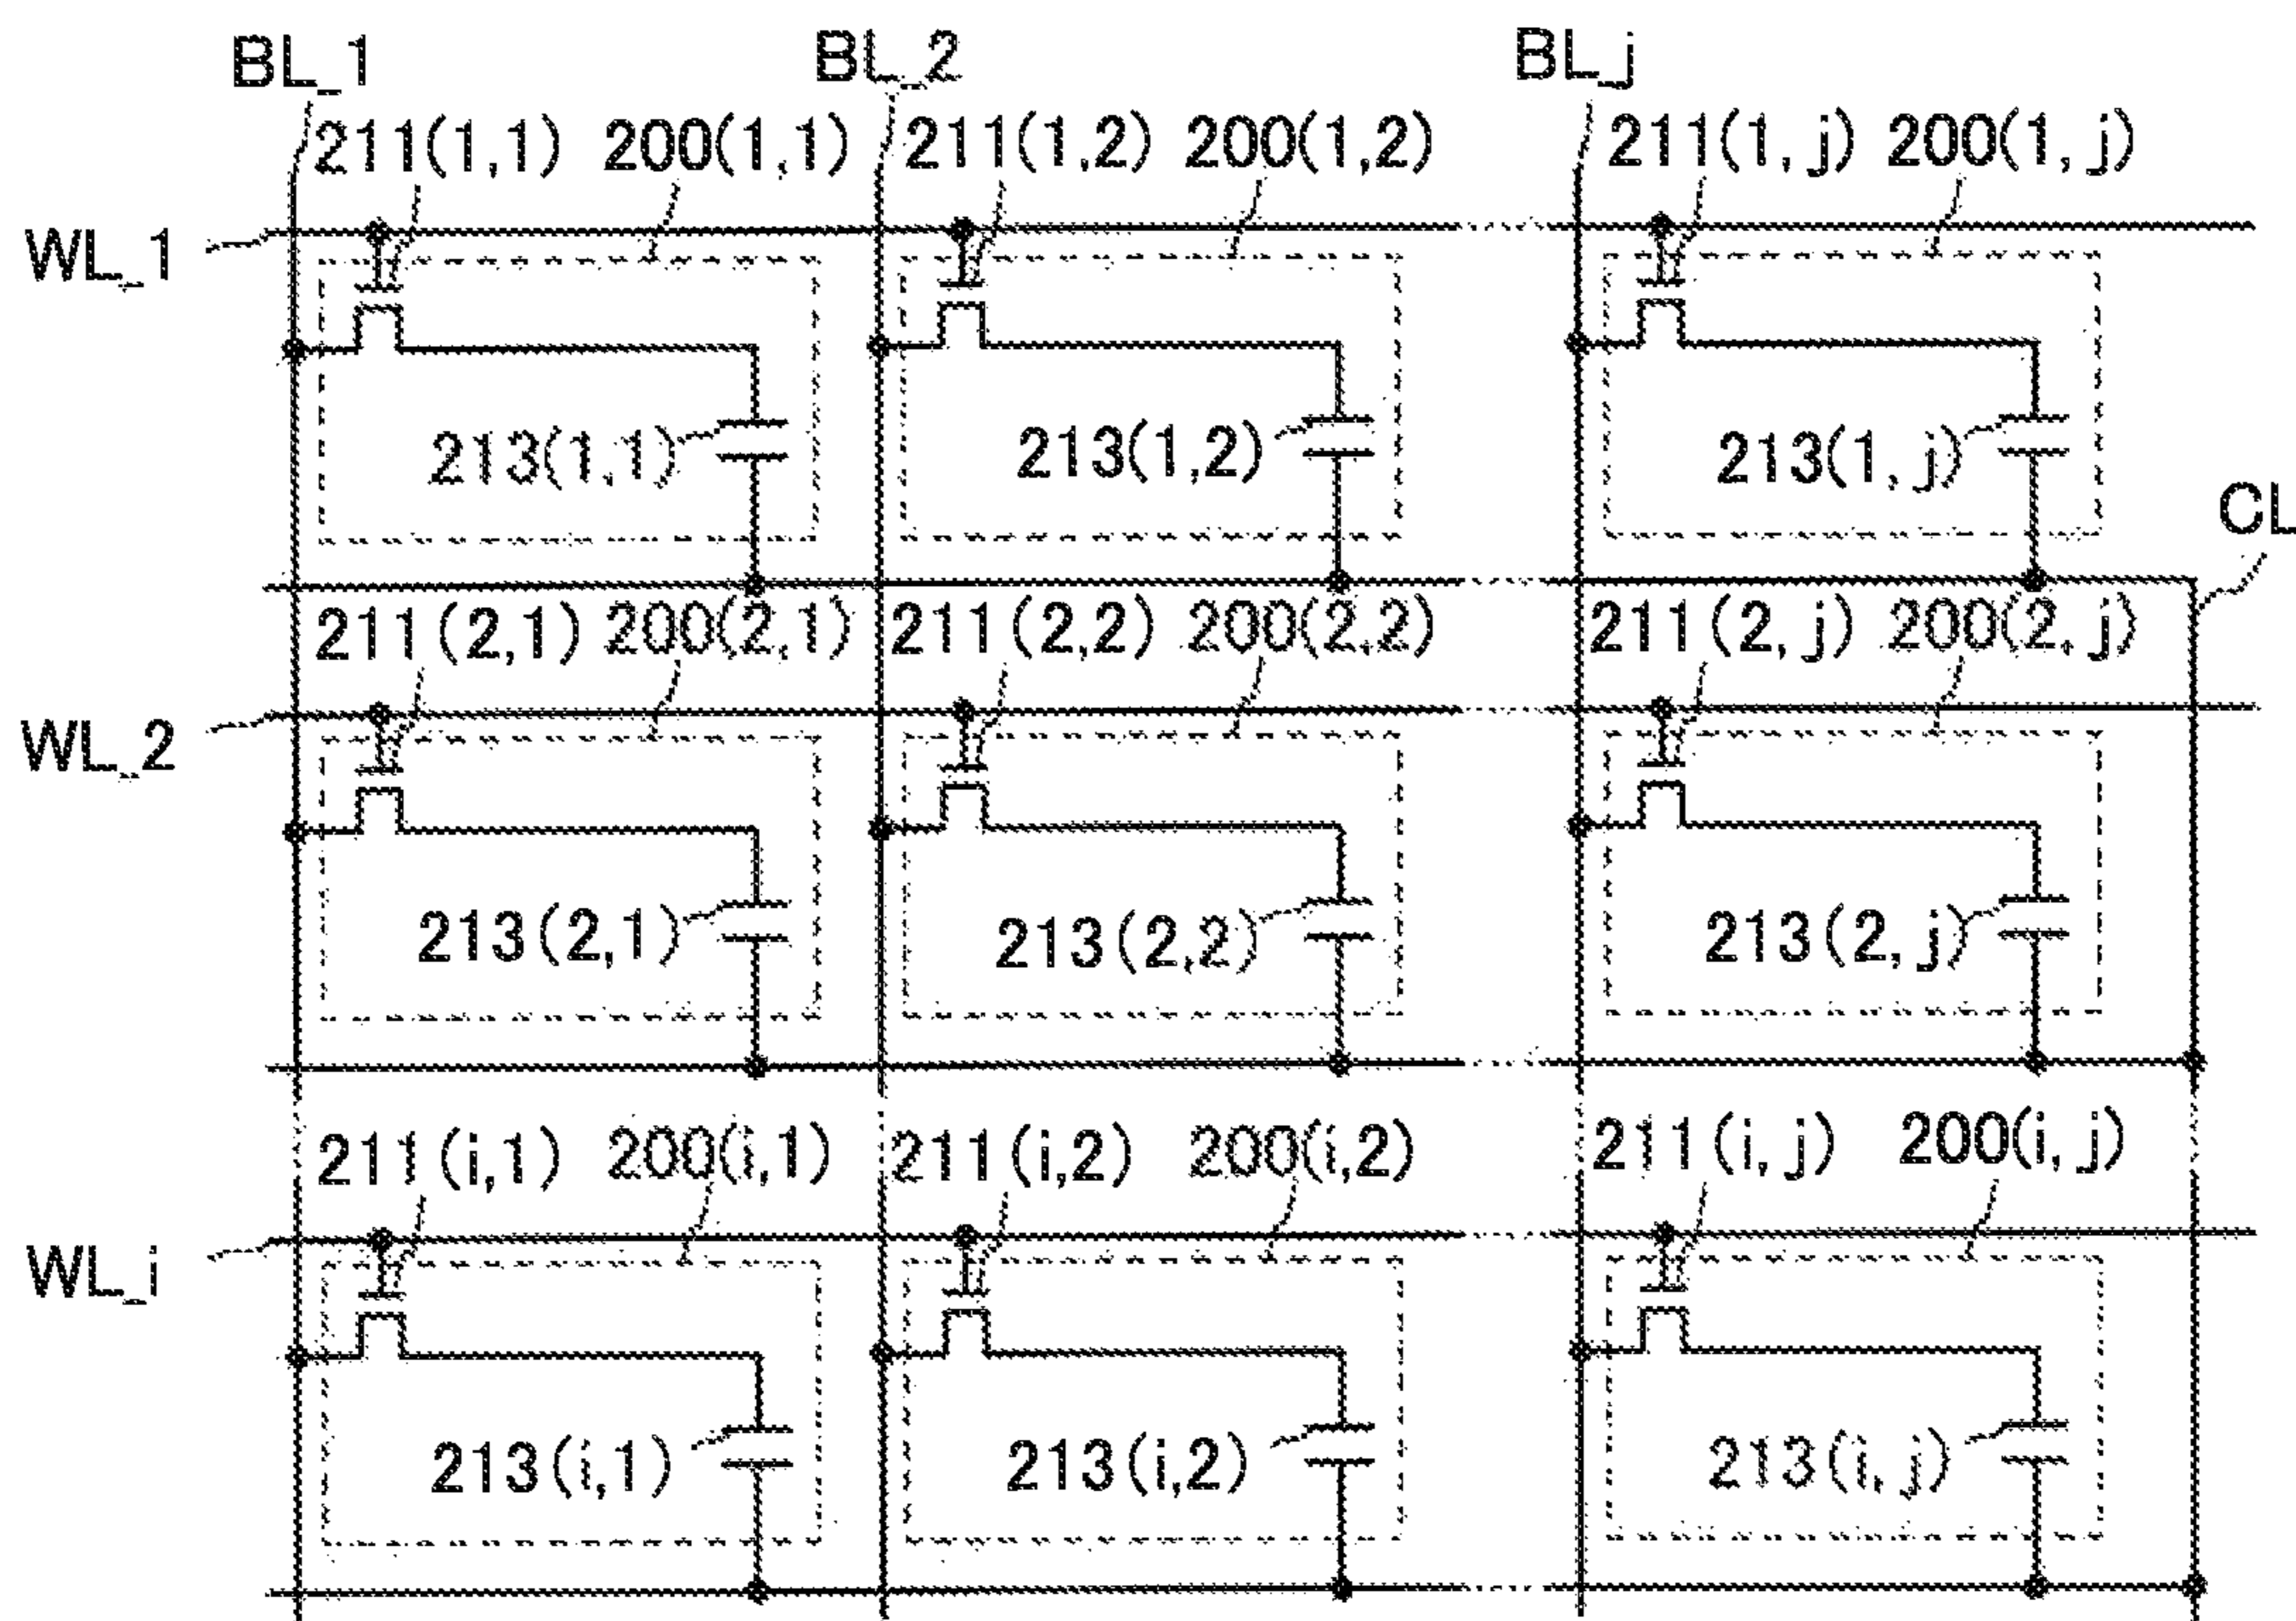 BL_1 BL_2 BL_j
211(1,1) 200(1,1) 211(1,2) 200(1,2) 211(1,j) 200(1,j)
WL_1
213(1,1) 213(1,2) 213(1,j)
CL
211(2,1) 200(2,1) 211(2,2) 200(2,2) 211(2,j) 200(2,j)
WL_2
213(2,1) 213(2,2) 213(2,j)
211(i,1) 200(i,1) 211(i,2) 200(i,2) 211(i,j) 200(i,j)
WL_i
213(i,1) 213(i,2) 213(i,j)